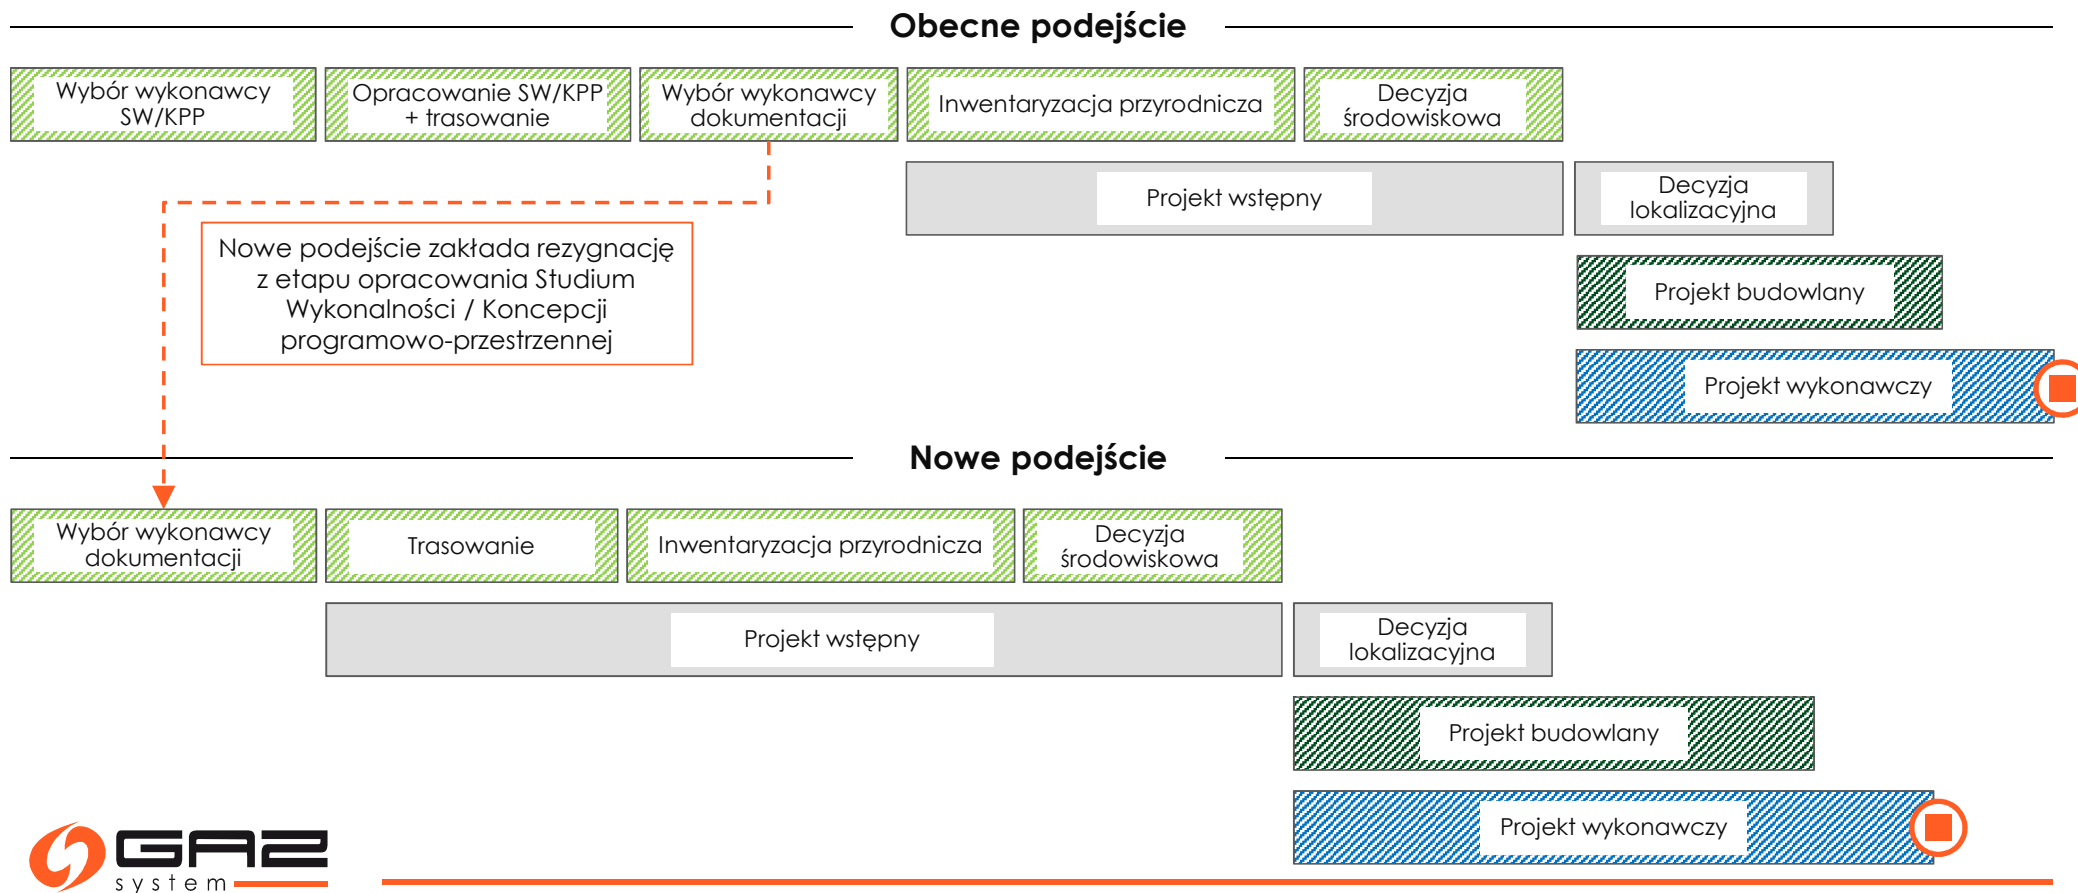 Obecne podejście
Wybór wykonawcy
SW/KPP
Opracowanie SW/KPP
+ trasowanie
Wybór wykonawcy
dokumentacji
Inwentaryzacja przyrodnicza
Decyzja
środowiskowa
Projekt wstępny
Decyzja
lokalizacyjna
Nowe podejście zakłada rezygnację
z etapu opracowania Studium
Wykonalności / Koncepcji
programowo-przestrzennej
Projekt budowlany
Projekt wykonawczy
Nowe podejście
Wybór wykonawcy
dokumentacji
Trasowanie
Inwentaryzacja przyrodnicza
Decyzja
środowiskowa
Projekt wstępny
Decyzja
lokalizacyjna
Projekt budowlany
Projekt wykonawczy
GAZ
system